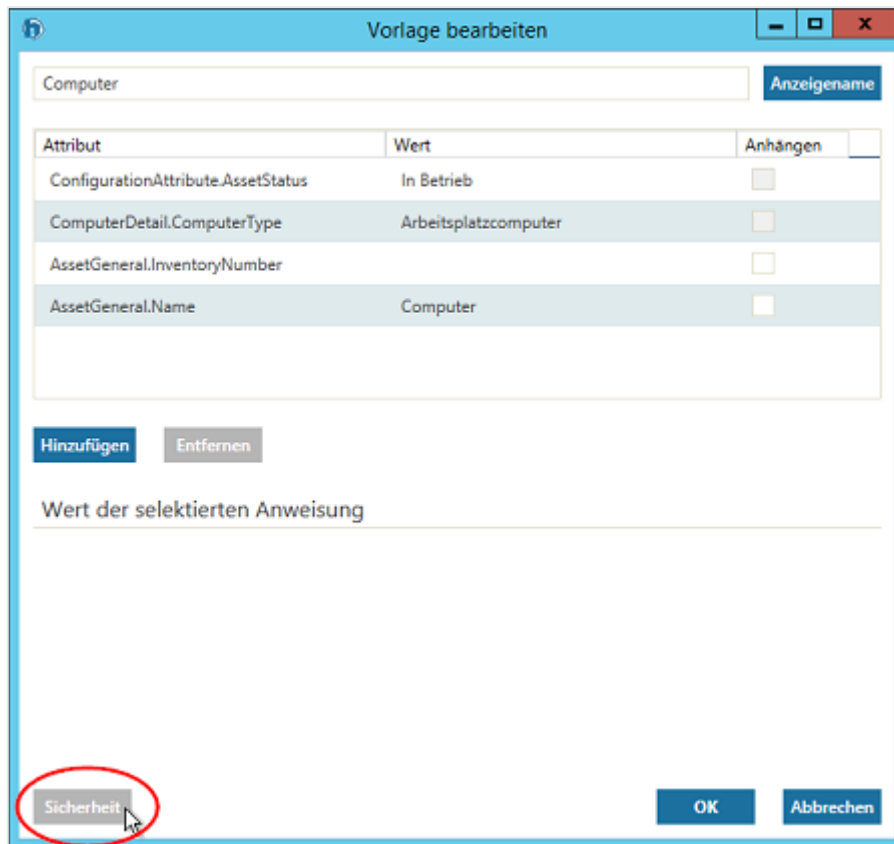 Vorlage bearbeiten
Computer
Anzeigename
Attribut Wert Anhängen
ConfigurationAttribute.AssetStatus In Betrieb
ComputerDetail.ComputerType Arbeitsplatzcomputer
AssetGeneral.InventoryNumber
AssetGeneral.Name Computer
Hinzufügen Entfernen
Wert der selektierten Anweisung
Sicherheit OK Abbrechen